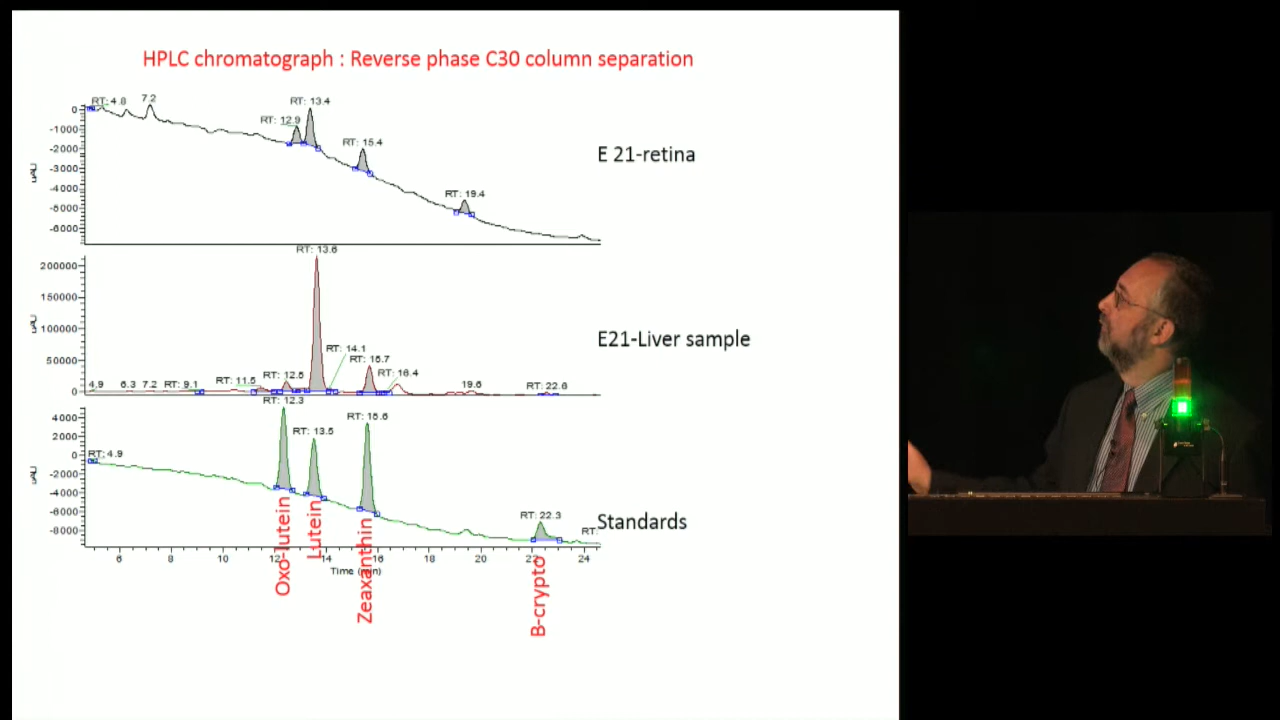 HPLC chromatograph : Reverse phase C30 column separation
RT: 4.8
7.2
RT: 12.9
RT: 13.4
RT: 15.4
RT: 19.4
0
-1000
-2000
-3000
-4000
-5000
-6000
uAU
E 21-retina
RT: 13.6
200000
150000
100000
50000
0
uAU
4.9
6.3
7.2
RT: 9.1
RT: 11.5
RT: 12.5
RT: 14.1
RT: 15.7
RT: 16.4
19.6
RT: 22.6
E21-Liver sample
RT: 12.3
RT: 13.5
RT: 15.6
RT: 4.9
RT: 22.3
RT:
4000
2000
0
-2000
-4000
-6000
-8000
uAU
Standards
6
8
10
12
14
16
18
20
22
24
Time (min)
Oxo-lutein
Lutein
Zeaxanthin
B-crypto